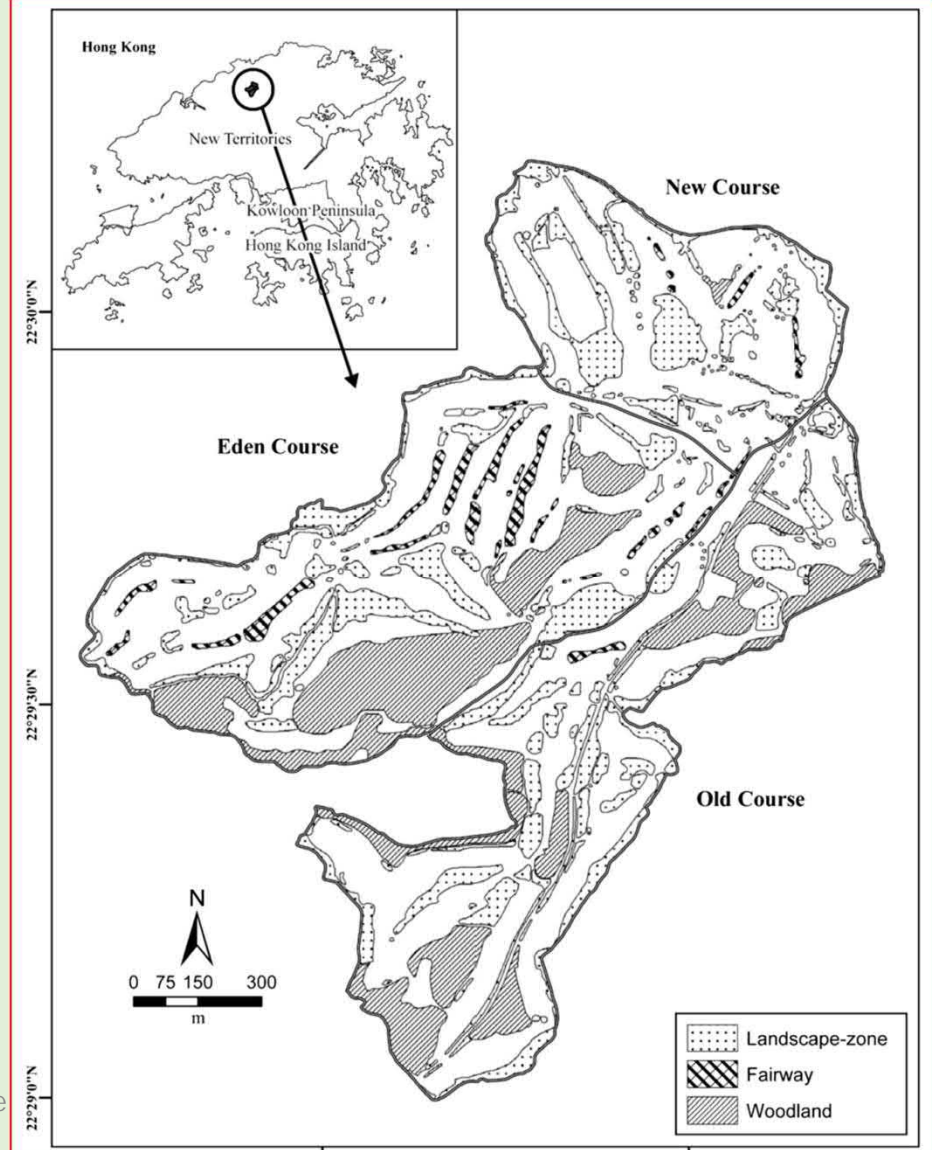 Hong Kong
New Territories
Kowloon Peninsula
Hong Kong Island
New Course
22°30'0"N
Eden Course
22°29'30"N
Old Course
N
0 75 150 300
m
Landscape-zone
Fairway
Woodland
22°29'0"N